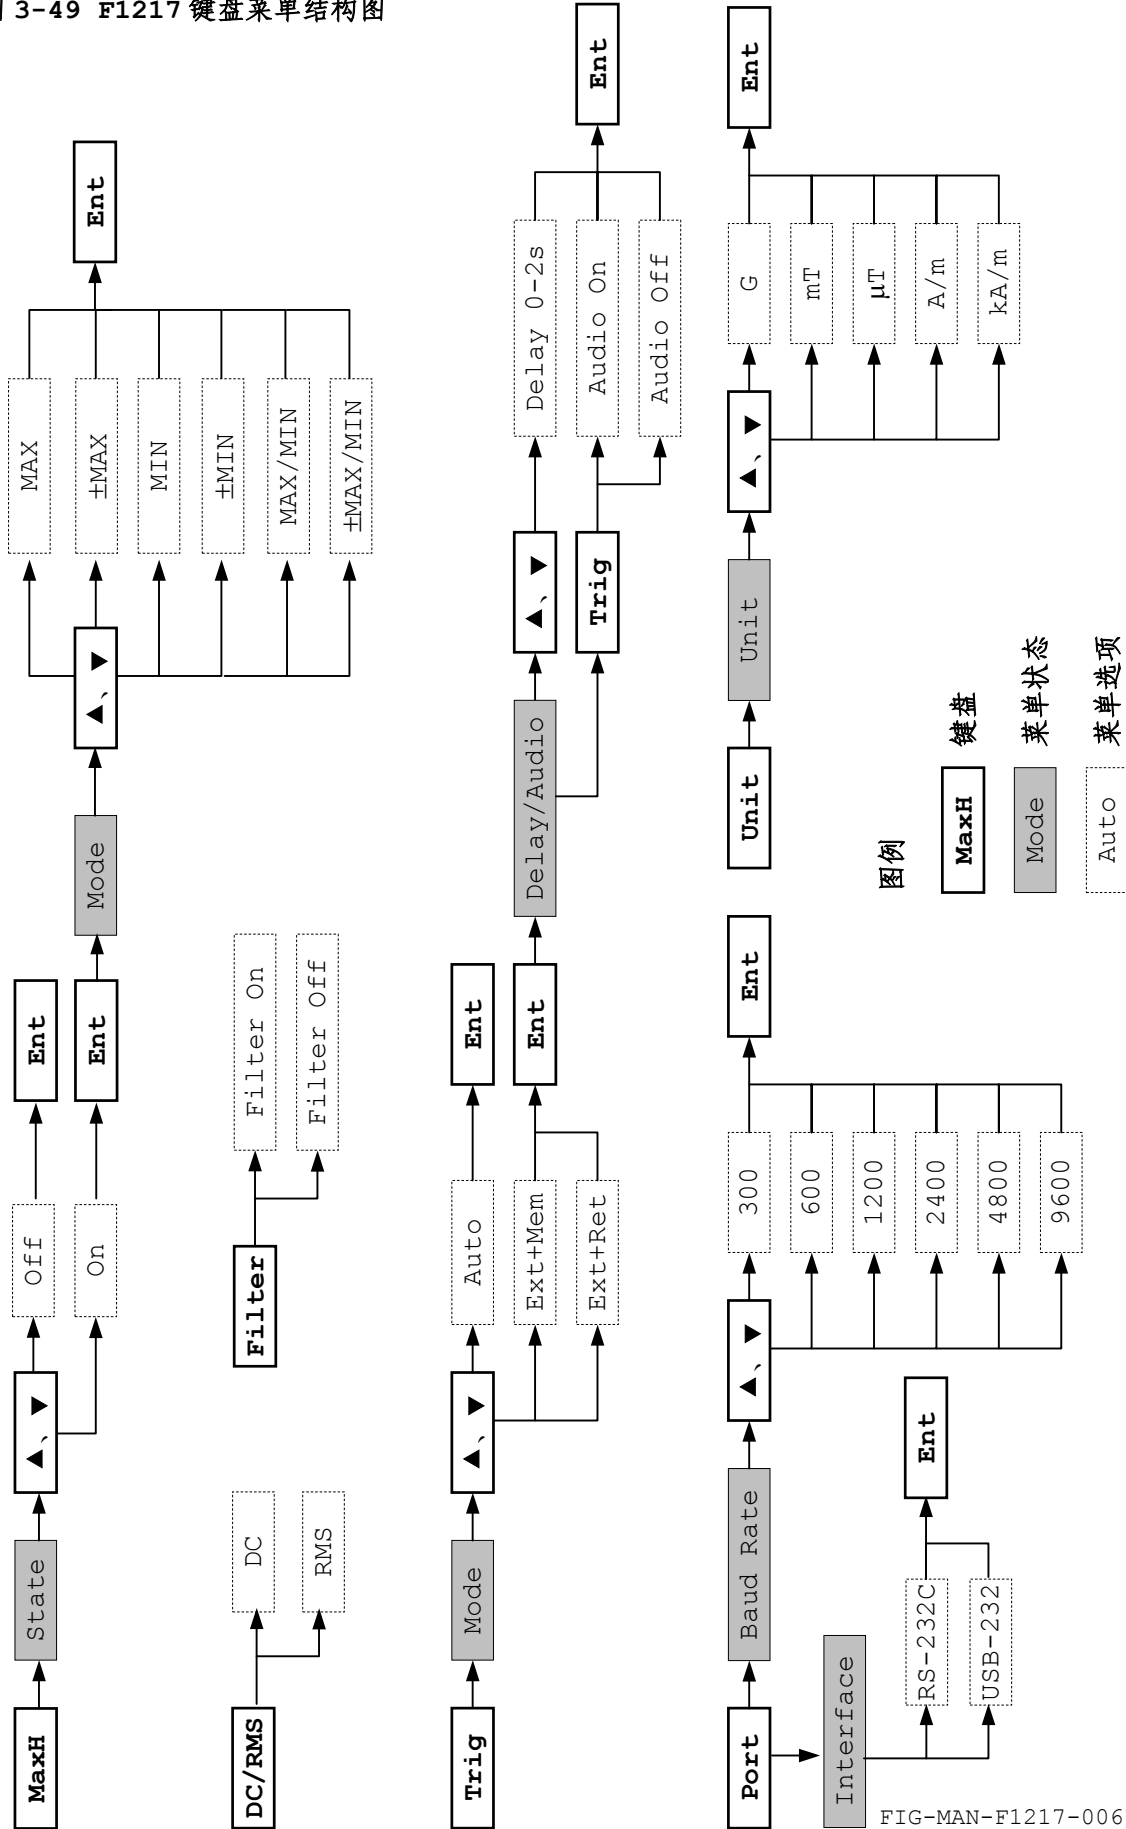 3-49 F1217键盘菜单结构图
MaxH
State
▲、▼
Off
On
Ent
Ent
Mode
▲、▼
MAX
±MAX
MIN
±MIN
MAX/MIN
±MAX/MIN
Ent
DC/RMS
DC
RMS
Filter
Filter On
Filter Off
Trig
Mode
▲、▼
Auto
Ext+Mem
Ext+Ret
Ent
Ent
Delay/Audio
▲、▼
Trig
Delay 0-2s
Audio On
Audio Off
Ent
Port
Baud Rate
▲、▼
300
600
1200
2400
4800
9600
Ent
Interface
RS-232C
USB-232
Ent
Unit
Unit
▲、▼
G
mT
μT
A/m
kA/m
Ent
图例
MaxH
键盘
Mode
菜单状态
Auto
菜单选项
FIG-MAN-F1217-006